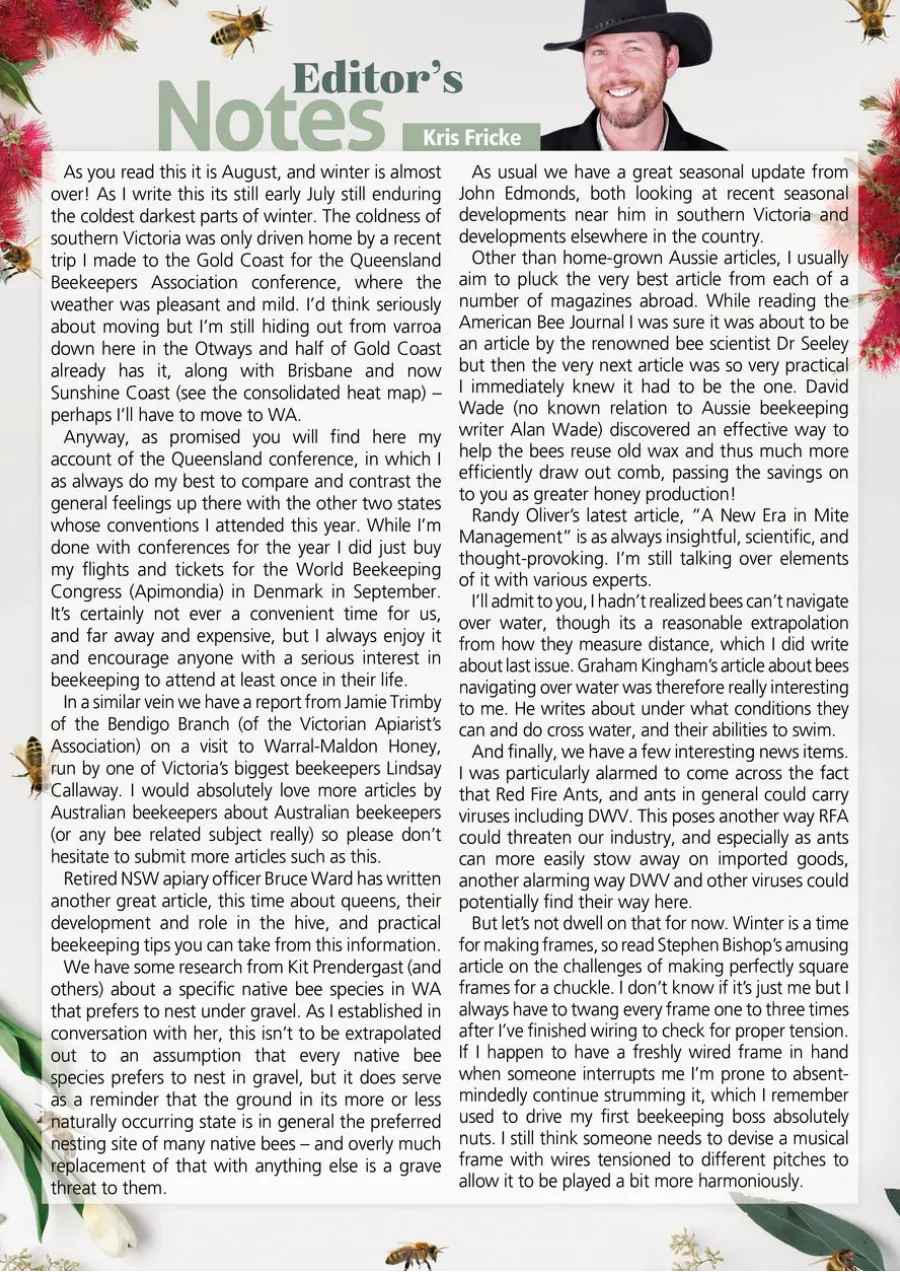 Editor's
Notes
Kris Fricke
As you read this it is August, and winter is almost
over! As I write this its still early July still enduring
the coldest darkest parts of winter. The coldness of
southern Victoria was only driven home by a recent
trip I made to the Gold Coast for the Queensland
Beekeepers Association conference, where the
weather was pleasant and mild. I'd think seriously
about moving but I'm still hiding out from varroa
down here in the Otways and half of Gold Coast
already has it, along with Brisbane and now
Sunshine Coast (see the consolidated heat map) –
perhaps I'll have to move to WA.
Anyway, as promised you will find here my
account of the Queensland conference, in which I
as always do my best to compare and contrast the
general feelings up there with the other two states
whose conventions I attended this year. While I'm
done with conferences for the year I did just buy
my flights and tickets for the World Beekeeping
Congress (Apimondia) in Denmark in September.
It's certainly not ever a convenient time for us,
and far away and expensive, but I always enjoy it
and encourage anyone with a serious interest in
beekeeping to attend at least once in their life.
In a similar vein we have a report from Jamie Trimby
of the Bendigo Branch (of the Victorian Apiarist's
Association) on a visit to Warral-Maldon Honey,
run by one of Victoria's biggest beekeepers Lindsay
Callaway. I would absolutely love more articles by
Australian beekeepers about Australian beekeepers
(or any bee related subject really) so please don't
hesitate to submit more articles such as this.
Retired NSW apiary officer Bruce Ward has written
another great article, this time about queens, their
development and role in the hive, and practical
beekeeping tips you can take from this information.
We have some research from Kit Prendergast (and
others) about a specific native bee species in WA
that prefers to nest under gravel. As I established in
conversation with her, this isn't to be extrapolated
out to an assumption that every native bee
species prefers to nest in gravel, but it does serve
as a reminder that the ground in its more or less
naturally occurring state is in general the preferred
nesting site of many native bees – and overly much
replacement of that with anything else is a grave
threat to them.
As usual we have a great seasonal update from
John Edmonds, both looking at recent seasonal
developments near him in southern Victoria and
developments elsewhere in the country.
Other than home-grown Aussie articles, I usually
aim to pluck the very best article from each of a
number of magazines abroad. While reading the
American Bee Journal I was sure it was about to be
an article by the renowned bee scientist Dr Seeley
but then the very next article was so very practical
I immediately knew it had to be the one. David
Wade (no known relation to Aussie beekeeping
writer Alan Wade) discovered an effective way to
help the bees reuse old wax and thus much more
efficiently draw out comb, passing the savings on
to you as greater honey production!
Randy Oliver's latest article, "A New Era in Mite
Management" is as always insightful, scientific, and
thought-provoking. I'm still talking over elements
of it with various experts.
I'll admit to you, I hadn't realized bees can't navigate
over water, though its a reasonable extrapolation
from how they measure distance, which I did write
about last issue. Graham Kingham's article about bees
navigating over water was therefore really interesting
to me. He writes about under what conditions they
can and do cross water, and their abilities to swim.
And finally, we have a few interesting news items.
I was particularly alarmed to come across the fact
that Red Fire Ants, and ants in general could carry
viruses including DWV. This poses another way RFA
could threaten our industry, and especially as ants
can more easily stow away on imported goods,
another alarming way DWV and other viruses could
potentially find their way here.
But let's not dwell on that for now. Winter is a time
for making frames, so read Stephen Bishop's amusing
article on the challenges of making perfectly square
frames for a chuckle. I don't know if it's just me but I
always have to twang every frame one to three times
after I've finished wiring to check for proper tension.
If I happen to have a freshly wired frame in hand
when someone interrupts me I'm prone to absent-
mindedly continue strumming it, which I remember
used to drive my first beekeeping boss absolutely
nuts. I still think someone needs to devise a musical
frame with wires tensioned to different pitches to
allow it to be played a bit more harmoniously.